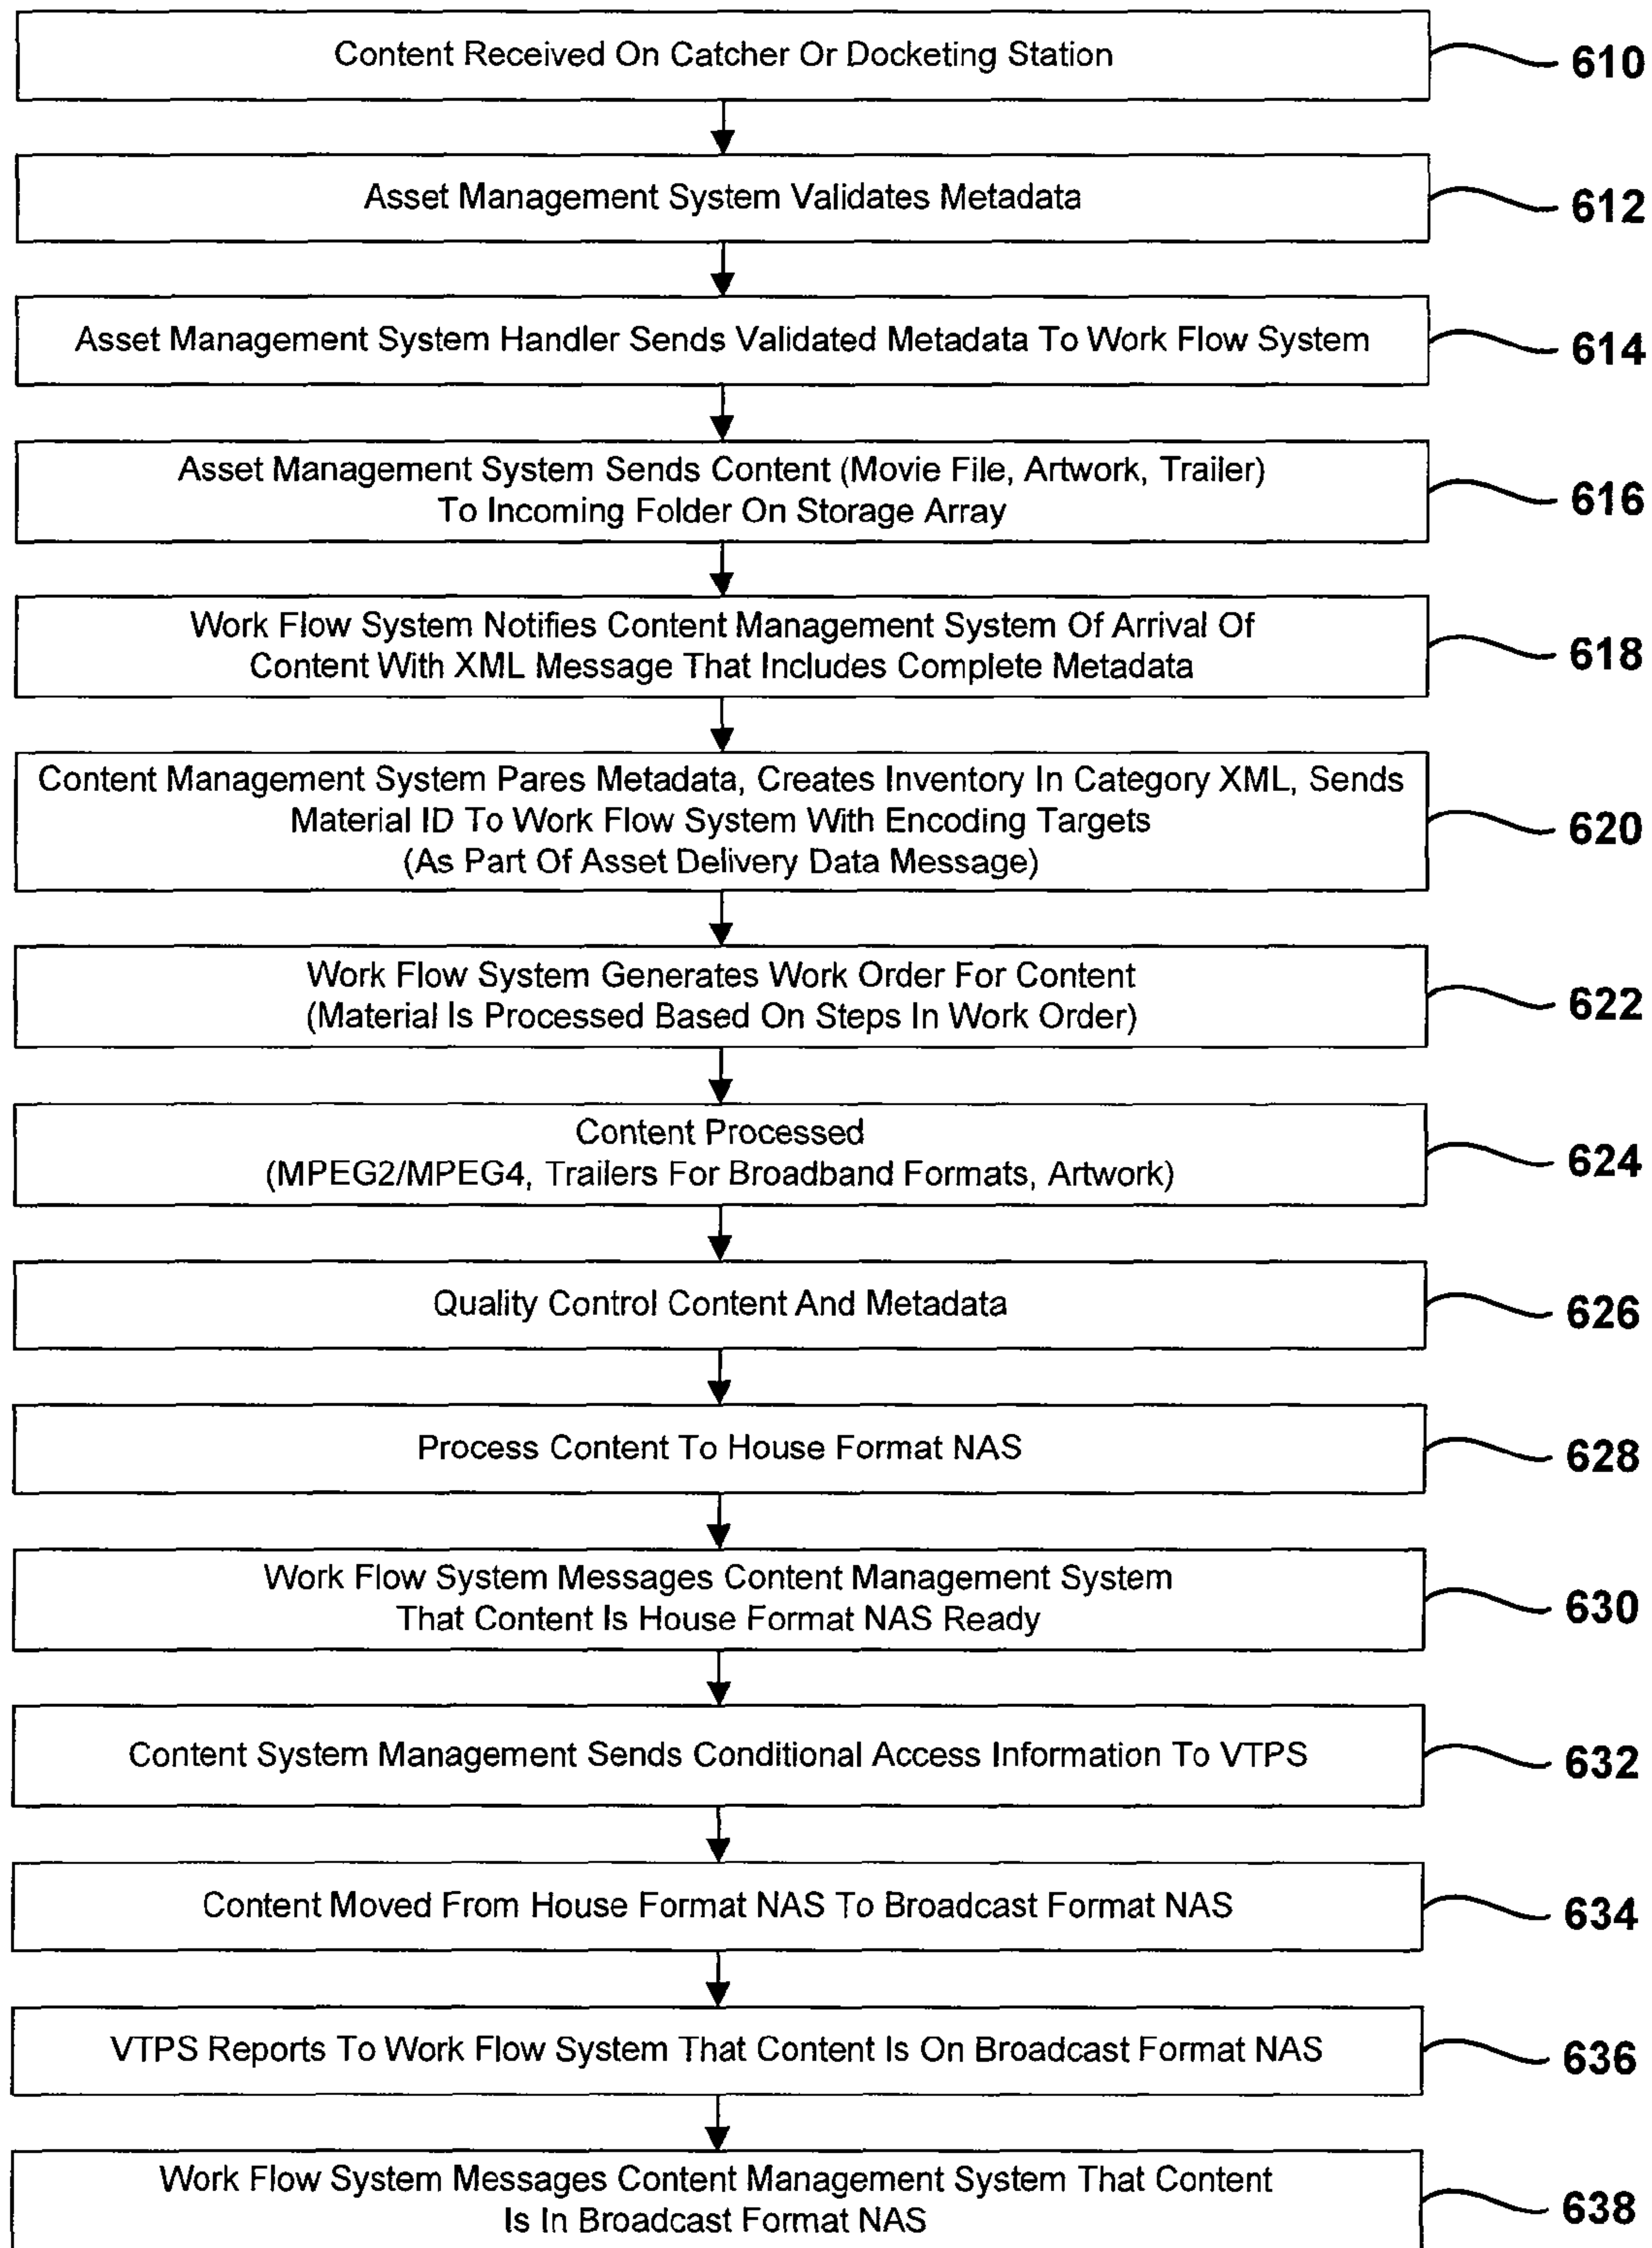 Content Received On Catcher Or Docketing Station
610
Asset Management System Validates Metadata
612
Asset Management System Handler Sends Validated Metadata To Work Flow System
614
Asset Management System Sends Content (Movie File, Artwork, Trailer)
To Incoming Folder On Storage Array
616
Work Flow System Notifies Content Management System Of Arrival Of
Content With XML Message That Includes Complete Metadata
618
Content Management System Pares Metadata, Creates Inventory In Category XML, Sends
Material ID To Work Flow System With Encoding Targets
(As Part Of Asset Delivery Data Message)
620
Work Flow System Generates Work Order For Content
(Material Is Processed Based On Steps In Work Order)
622
Content Processed
(MPEG2/MPEG4, Trailers For Broadband Formats, Artwork)
624
Quality Control Content And Metadata
626
Process Content To House Format NAS
628
Work Flow System Messages Content Management System
That Content Is House Format NAS Ready
630
Content System Management Sends Conditional Access Information To VTPS
632
Content Moved From House Format NAS To Broadcast Format NAS
634
VTPS Reports To Work Flow System That Content Is On Broadcast Format NAS
636
Work Flow System Messages Content Management System That Content
Is In Broadcast Format NAS
638